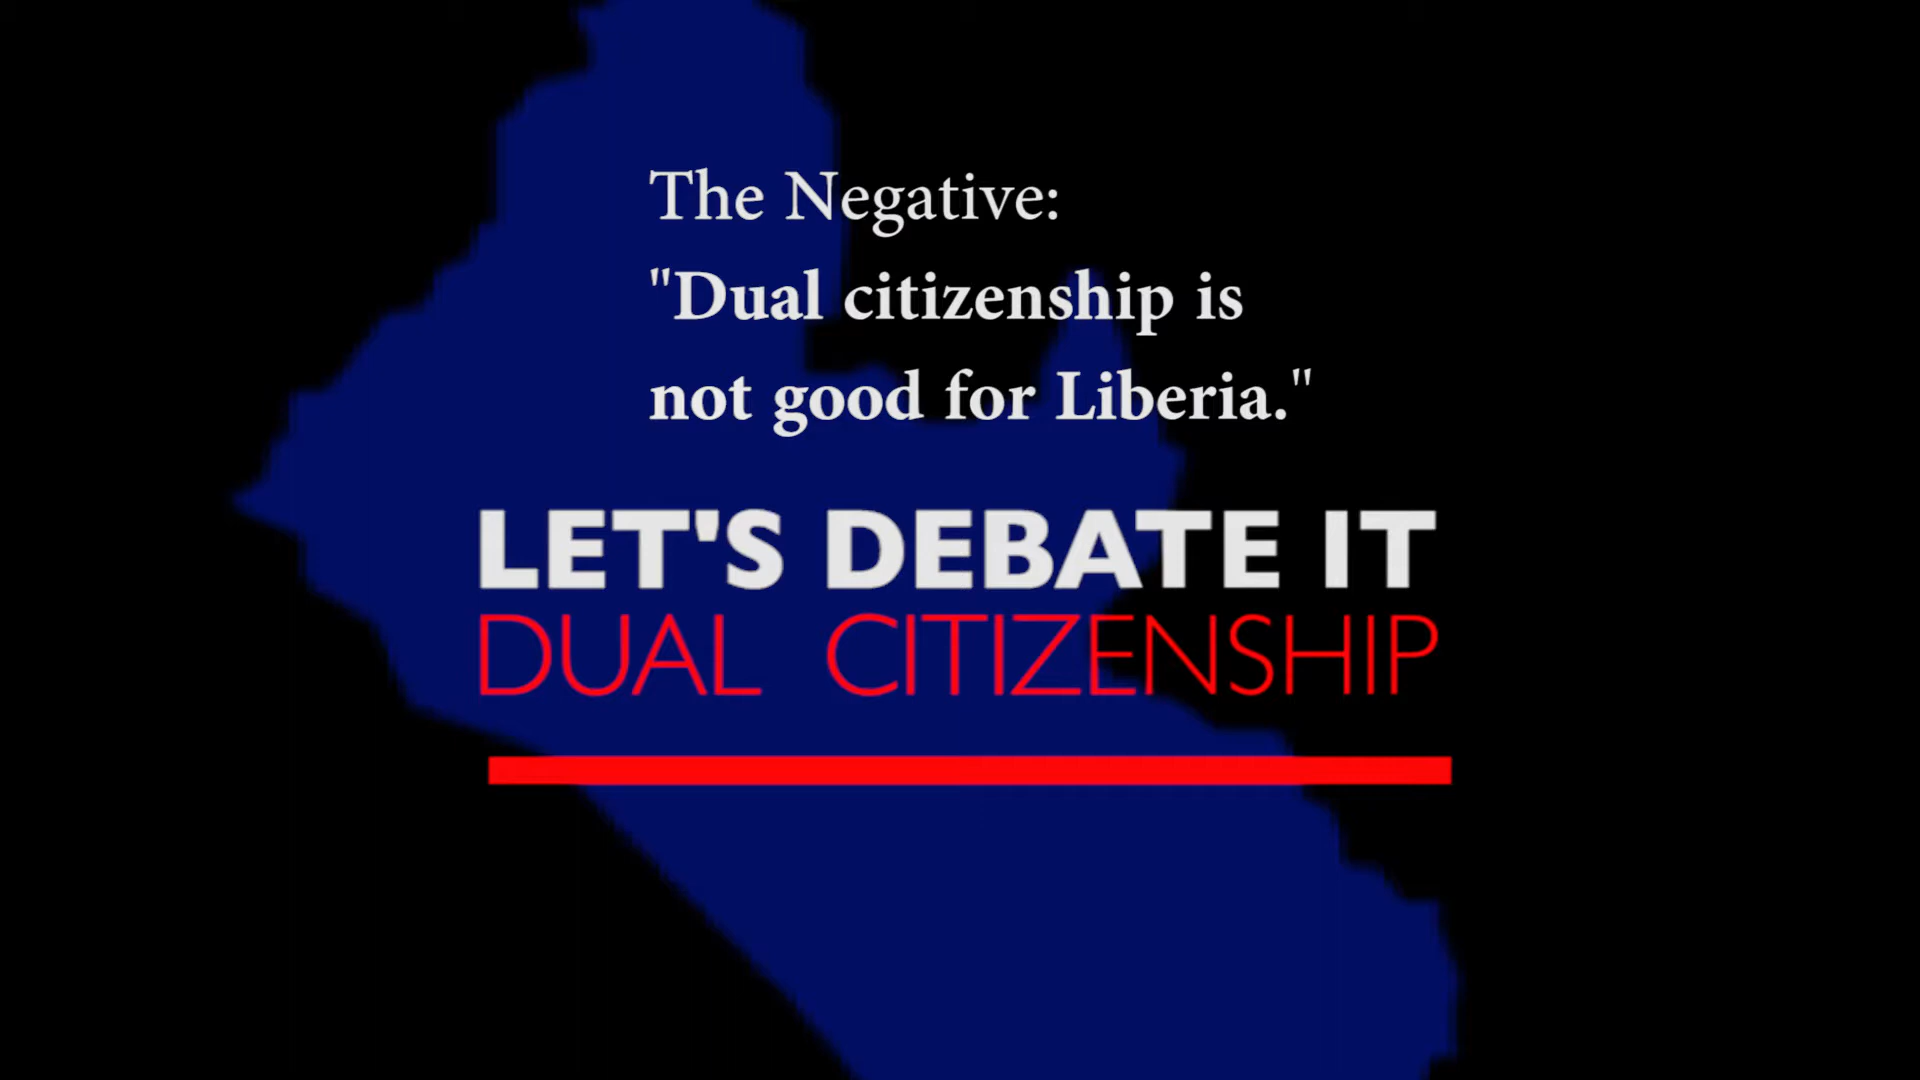 The Negative:
"Dual citizenship is
not good for Liberia."
LET'S DEBATE IT
DUAL CITIZENSHIP